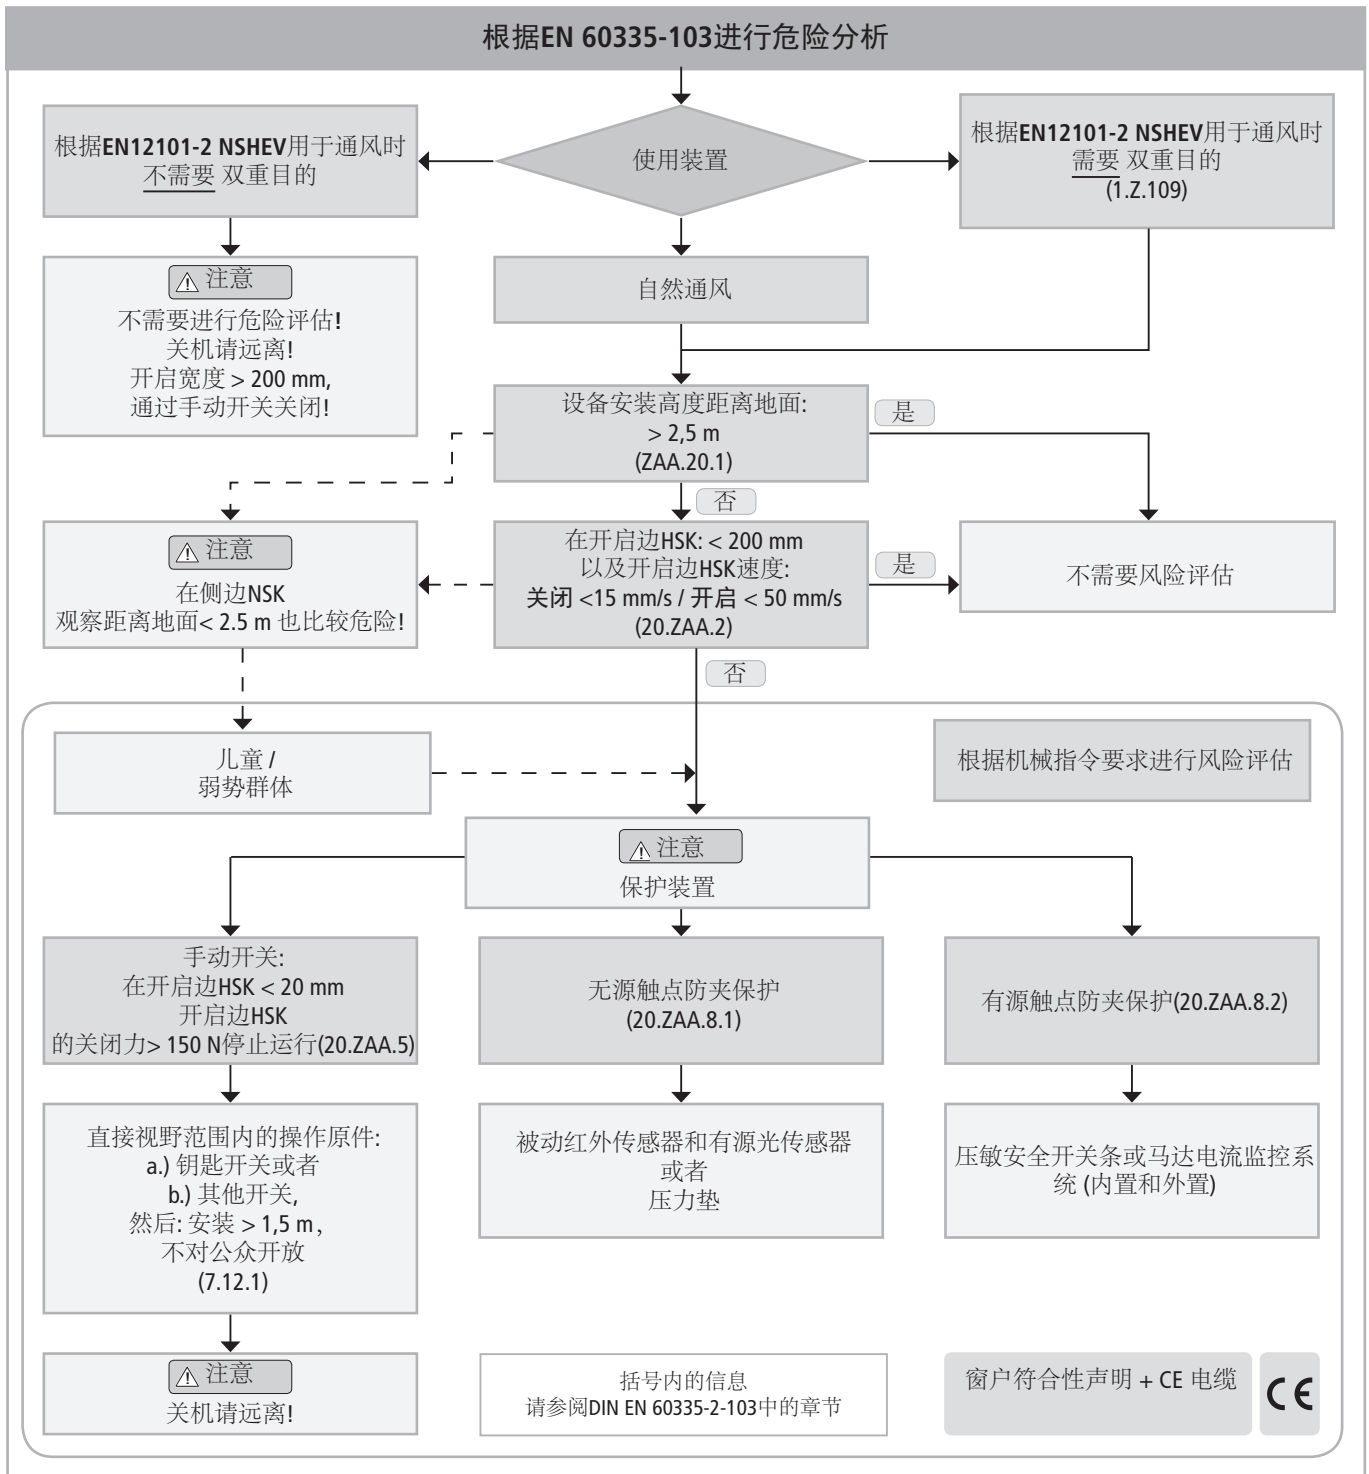 根据EN 60335-103进行危险分析
根据EN12101-2 NSHEV用于通风时
不需要 双重目的
使用装置
根据EN12101-2 NSHEV用于通风时
需要 双重目的
(1.Z.109)
注意
不需要进行危险评估!
关机请远离!
开启宽度 > 200 mm,
通过手动开关关闭!
自然通风
设备安装高度距离地面:
> 2,5 m
(ZAA.20.1)
是
否
注意
在侧边NSK
观察距离地面< 2.5 m 也比较危险!
在开启边HSK: < 200 mm
以及开启边HSK速度:
关闭 <15 mm/s / 开启 < 50 mm/s
(20.ZAA.2)
是
不需要风险评估
否
儿童 /
弱势群体
根据机械指令要求进行风险评估
注意
保护装置
手动开关:
在开启边HSK < 20 mm
开启边HSK
的关闭力> 150 N停止运行(20.ZAA.5)
无源触点防夹保护
(20.ZAA.8.1)
有源触点防夹保护(20.ZAA.8.2)
直接视野范围内的操作原件:
a.) 钥匙开关或者
b.) 其他开关,
然后: 安装 > 1,5 m,
不对公众开放
(7.12.1)
被动红外传感器和有源光传感器
或者
压力垫
压敏安全开关条或马达电流监控系
统 (内置和外置)
注意
关机请远离!
括号内的信息
请参阅DIN EN 60335-2-103中的章节
窗户符合性声明 + CE 电缆
CE